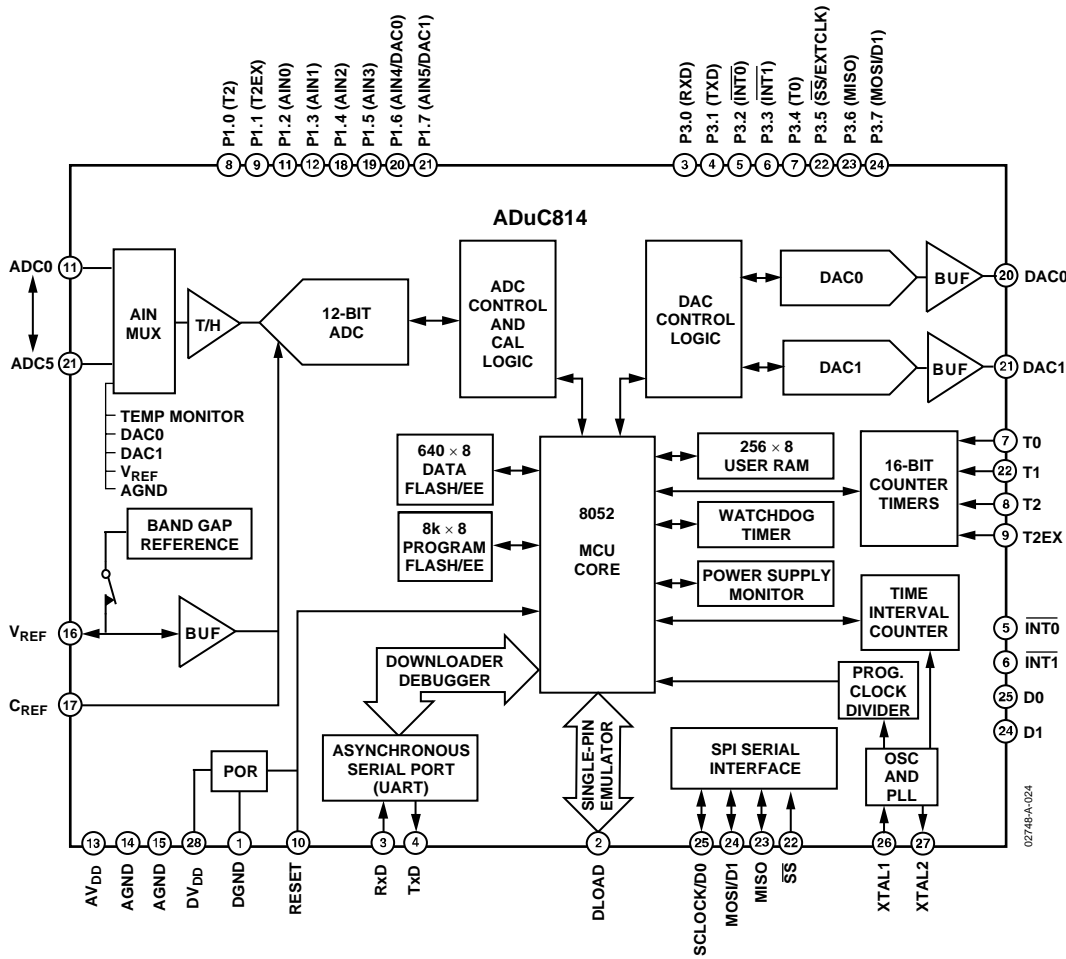 P1.0 (T2)
P1.1 (T2EX)
P1.2 (AIN0)
P1.3 (AIN1)
P1.4 (AIN2)
P1.5 (AIN3)
P1.6 (AIN4/DAC0)
P1.7 (AIN5/DAC1)
P3.0 (RXD)
P3.1 (TXD)
P3.2 (INT0)
P3.3 (INT1)
P3.4 (T0)
P3.5 (SS/EXTCLK)
P3.6 (MISO)
P3.7 (MOSI/D1)
8 9 11 12 18 19 20 21
3 4 5 6 7 22 23 24
ADuC814
ADC0 11
ADC5 21
AIN
MUX
T/H
12-BIT
ADC
ADC
CONTROL
AND
CAL
LOGIC
DAC
CONTROL
LOGIC
DAC0
BUF
20 DAC0
DAC1
BUF
21 DAC1
TEMP MONITOR
DAC0
DAC1
VREF
AGND
BAND GAP
REFERENCE
VREF 16
BUF
CREF 17
640 × 8
DATA
FLASH/EE
8k × 8
PROGRAM
FLASH/EE
8052
MCU
CORE
256 × 8
USER RAM
WATCHDOG
TIMER
POWER SUPPLY
MONITOR
16-BIT
COUNTER
TIMERS
7 T0
22 T1
8 T2
9 T2EX
TIME
INTERVAL
COUNTER
5 INT0
6 INT1
25 D0
24 D1
PROG.
CLOCK
DIVIDER
DOWNLOADER
DEBUGGER
ASYNCHRONOUS
SERIAL PORT
(UART)
POR
SINGLE-PIN
EMULATOR
SPI SERIAL
INTERFACE
OSC
AND
PLL
13 14 15 28 1 10 3 4 2 25 24 23 22 26 27
AVDD
AGND
AGND
DVDD
DGND
RESET
RxD
TxD
DLOAD
SCLOCK/D0
MOSI/D1
MISO
SS
XTAL1
XTAL2
02748-A-024